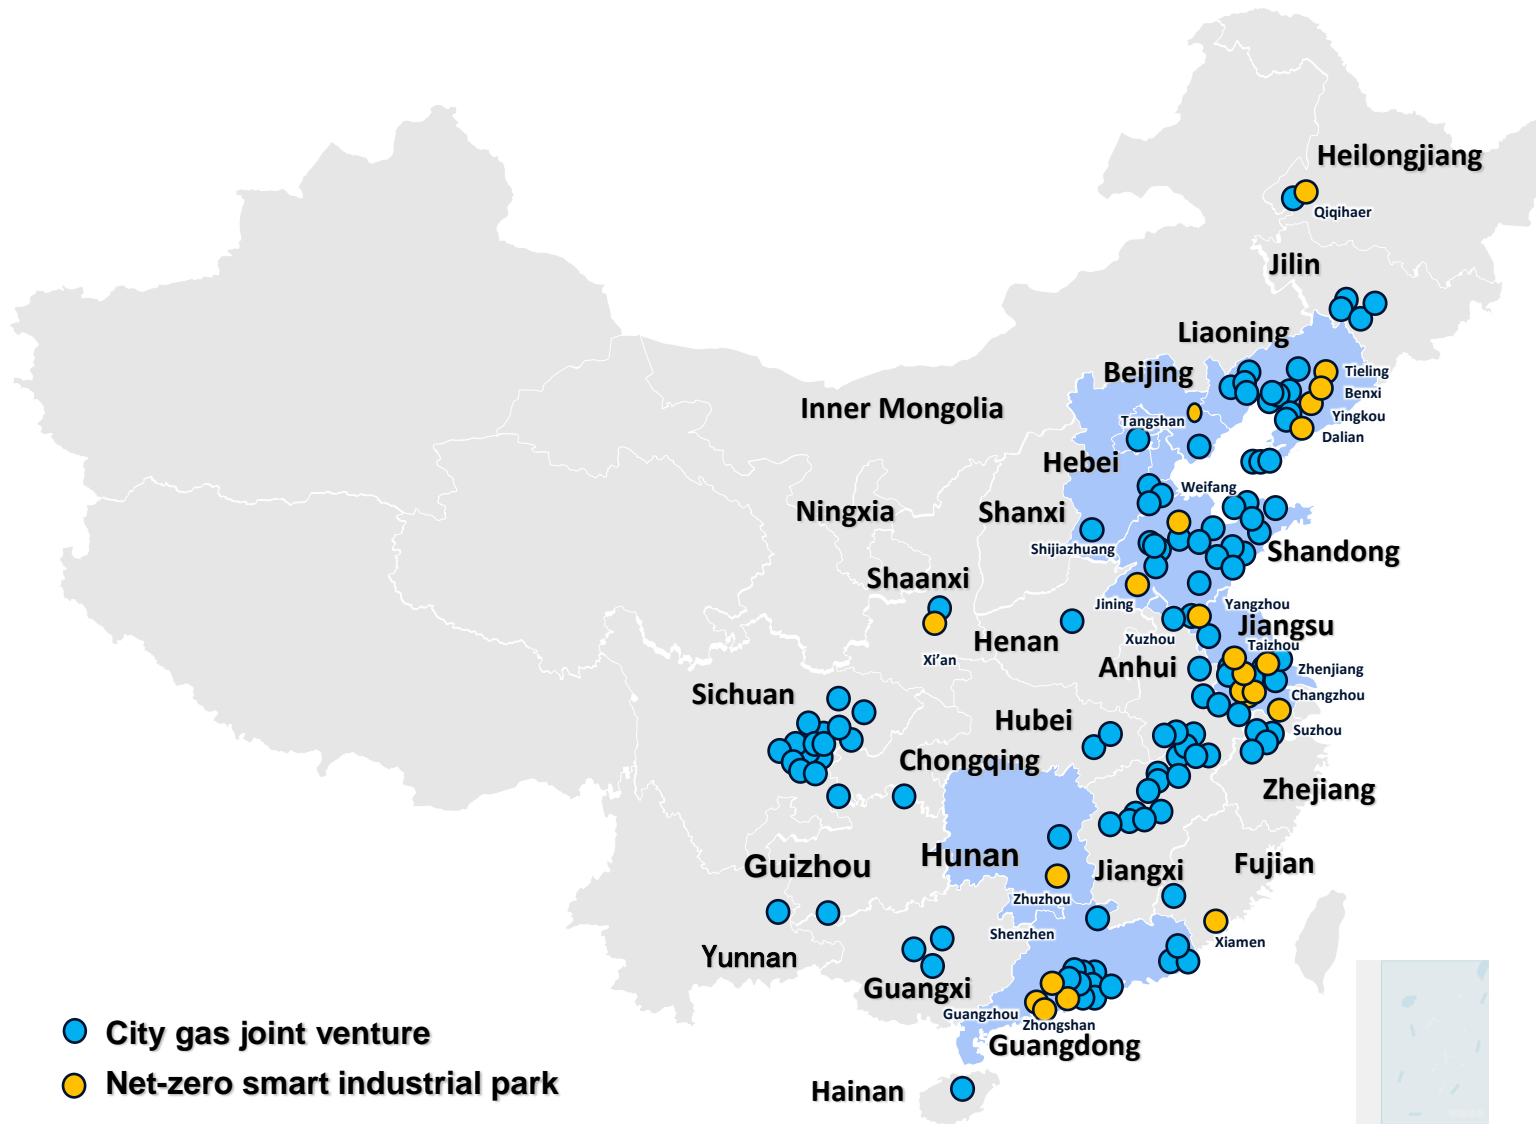 Heilongjiang
Qiqihaer
Jilin
Liaoning
Beijing
Tieling
Benxi
Inner Mongolia
Tangshan
Yingkou
Dalian
Hebei
Weifang
Ningxia
Shanxi
Shijiazhuang
Shandong
Shaanxi
Jining
Yangzhou
Jiangsu
Henan
Xuzhou
Taizhou
Xi'an
Anhui
Zhenjiang
Sichuan
Changzhou
Hubei
Suzhou
Chongqing
Zhejiang
Hunan
Guizhou
Jiangxi
Fujian
Zhuzhou
Shenzhen
Xiamen
Yunnan
Guangxi
Guangzhou
Zhongshan
Guangdong
City gas joint venture
Net-zero smart industrial park
Hainan